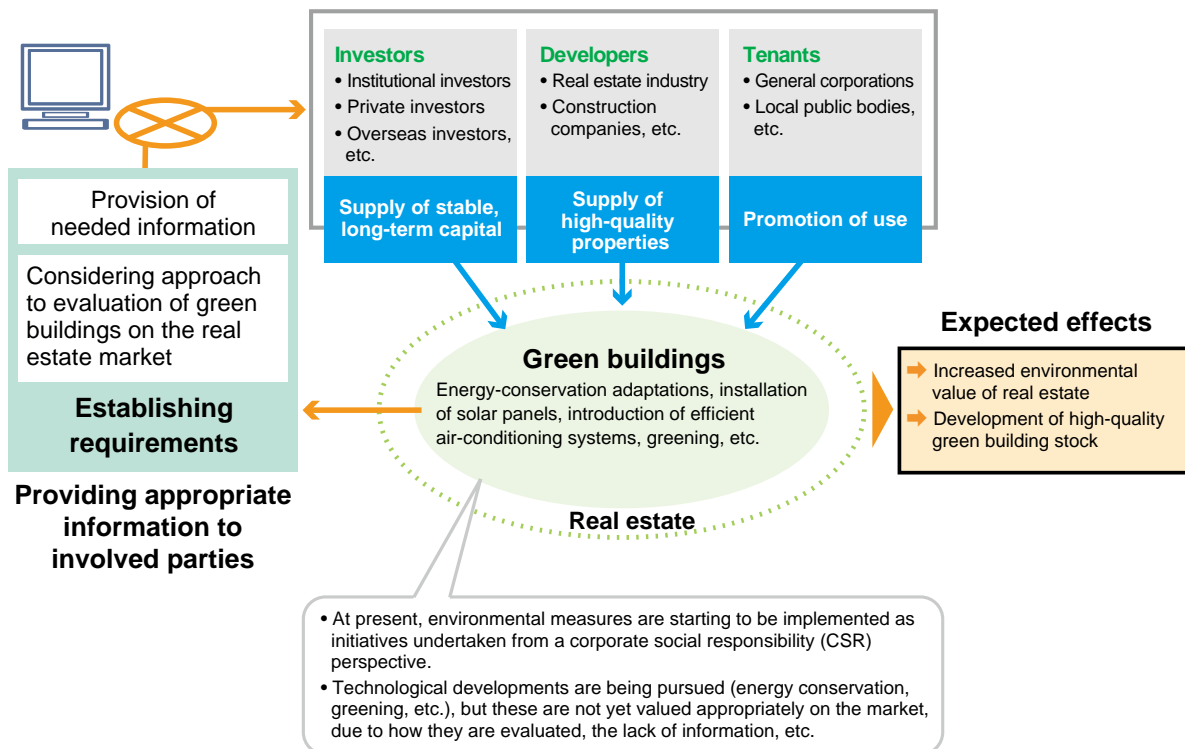 Investors
• Institutional investors
• Private investors
• Overseas investors,
etc.
Supply of stable,
long-term capital
Developers
• Real estate industry
• Construction
companies, etc.
Supply of
high-quality
properties
Tenants
• General corporations
• Local public bodies,
etc.
Promotion of use
Provision of
needed information
Considering approach
to evaluation of green
buildings on the real
estate market
Establishing
requirements
Providing appropriate
information to
involved parties
Green buildings
Energy-conservation adaptations, installation
of solar panels, introduction of efficient
air-conditioning systems, greening, etc.
Real estate
Expected effects
Increased environmental
value of real estate
Development of high-quality
green building stock
• At present, environmental measures are starting to be implemented as
initiatives undertaken from a corporate social responsibility (CSR)
perspective.
• Technological developments are being pursued (energy conservation,
greening, etc.), but these are not yet valued appropriately on the market,
due to how they are evaluated, the lack of information, etc.